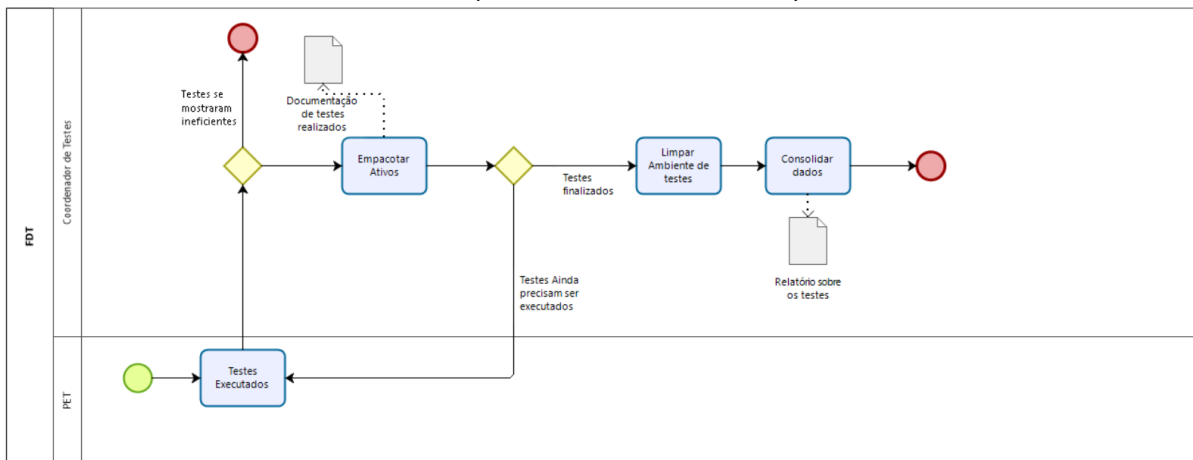 FDT
Coordenador de Testes
Testes se
mostraram
ineficientes
Documentação
de testes
realizados
Empacotar
Ativos
Testes
finalizados
Limpar
Ambiente de
testes
Consolidar
dados
Relatório sobre
os testes
Testes Ainda
precisam ser
executados
PET
Testes
Executados